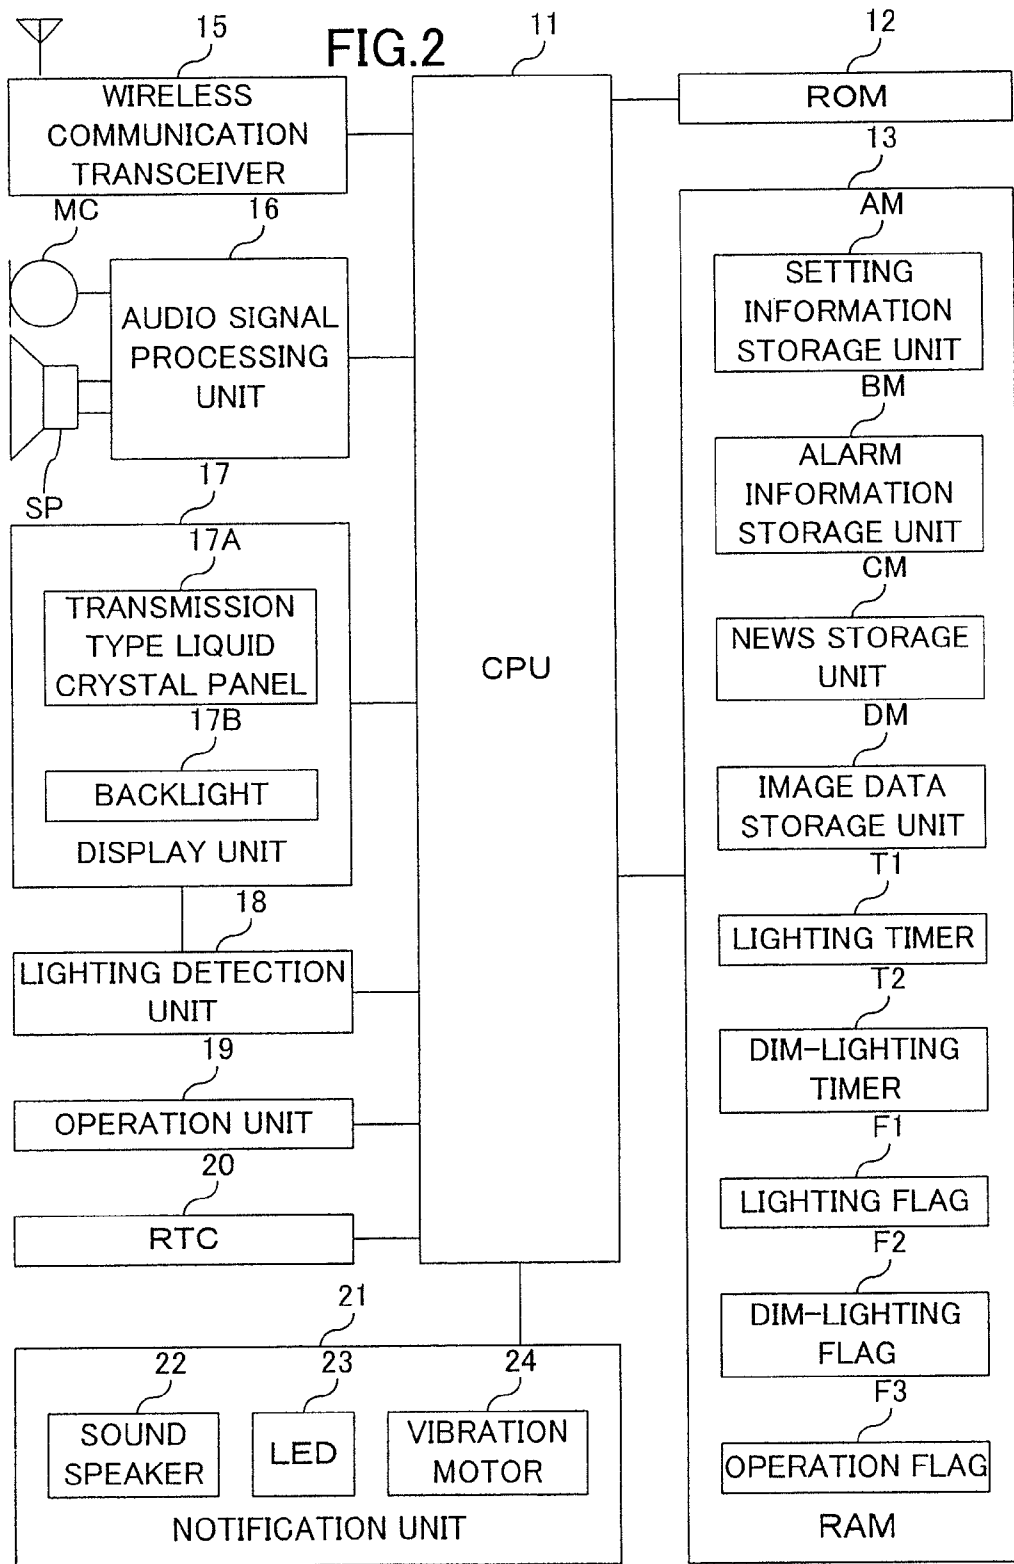 FIG.2
15
WIRELESS
COMMUNICATION
TRANSCEIVER
MC
16
AUDIO SIGNAL
PROCESSING
UNIT
SP
17
17A
TRANSMISSION
TYPE LIQUID
CRYSTAL PANEL
17B
BACKLIGHT
DISPLAY UNIT
18
LIGHTING DETECTION
UNIT
19
OPERATION UNIT
20
RTC
11
CPU
21
22
SOUND
SPEAKER
23
LED
24
VIBRATION
MOTOR
NOTIFICATION UNIT
12
ROM
13
AM
SETTING
INFORMATION
STORAGE UNIT
BM
ALARM
INFORMATION
STORAGE UNIT
CM
NEWS STORAGE
UNIT
DM
IMAGE DATA
STORAGE UNIT
T1
LIGHTING TIMER
T2
DIM-LIGHTING
TIMER
F1
LIGHTING FLAG
F2
DIM-LIGHTING
FLAG
F3
OPERATION FLAG
RAM